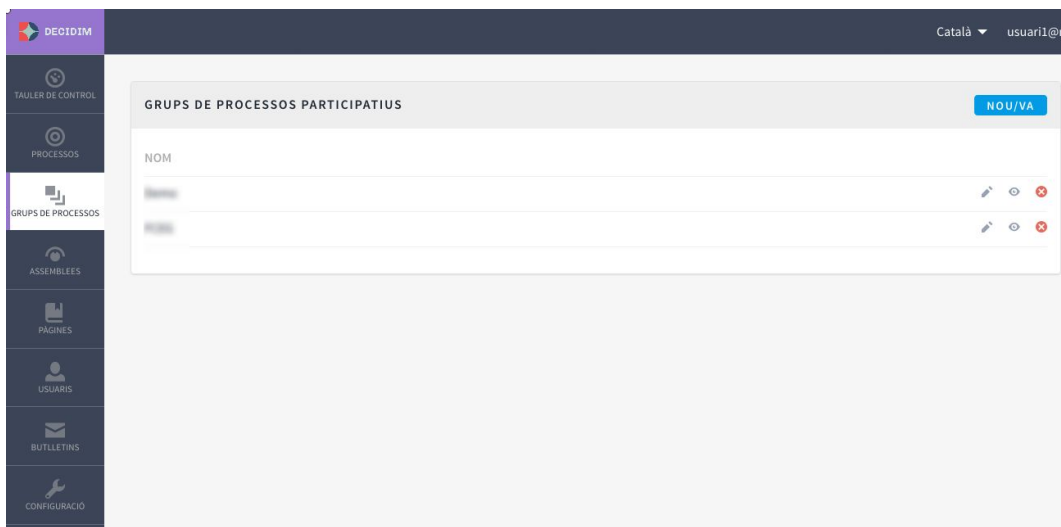 DECIDIM
Català
usuari1@
TAULER DE CONTROL
GRUPS DE PROCESSOS PARTICIPATIUS
NOU/VA
PROCESSOS
NOM
GRUPS DE PROCESSOS
ASSEMBLEES
PÀGINES
USUARIS
BUTLLETINS
CONFIGURACIÓ